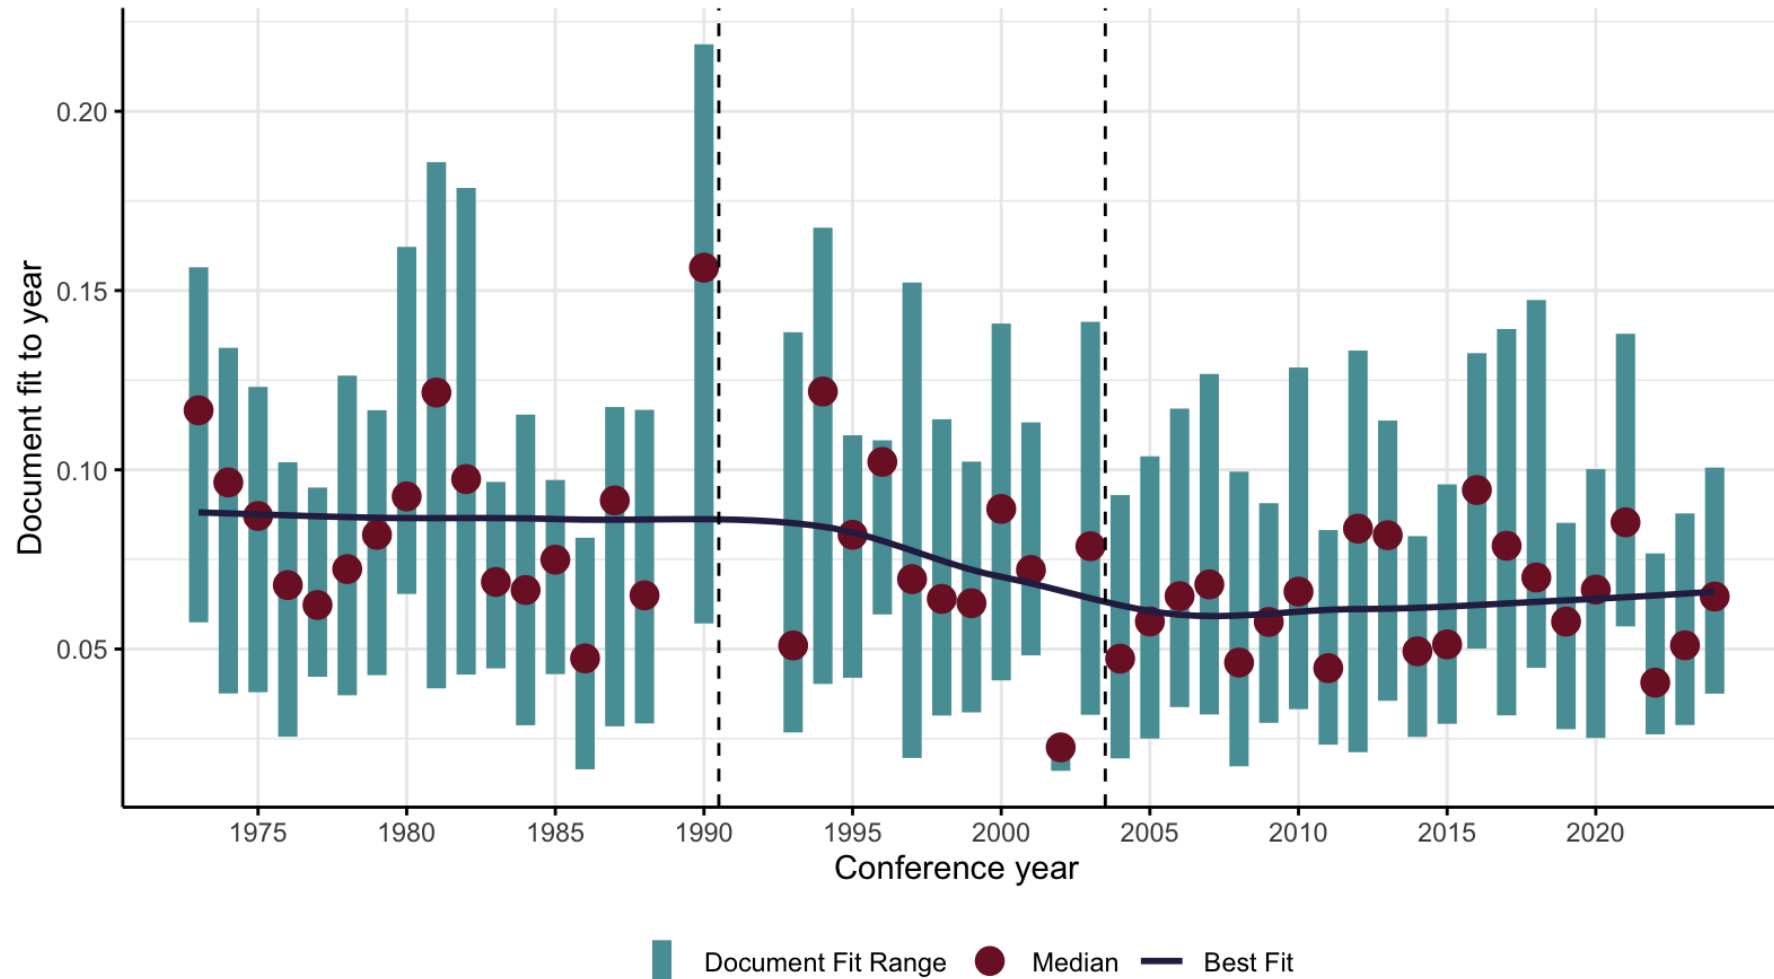 Document fit to year
0.20
0.15
0.10
0.05
1975 1980 1985 1990 1995 2000 2005 2010 2015 2020
Conference year
Document Fit Range Median Best Fit